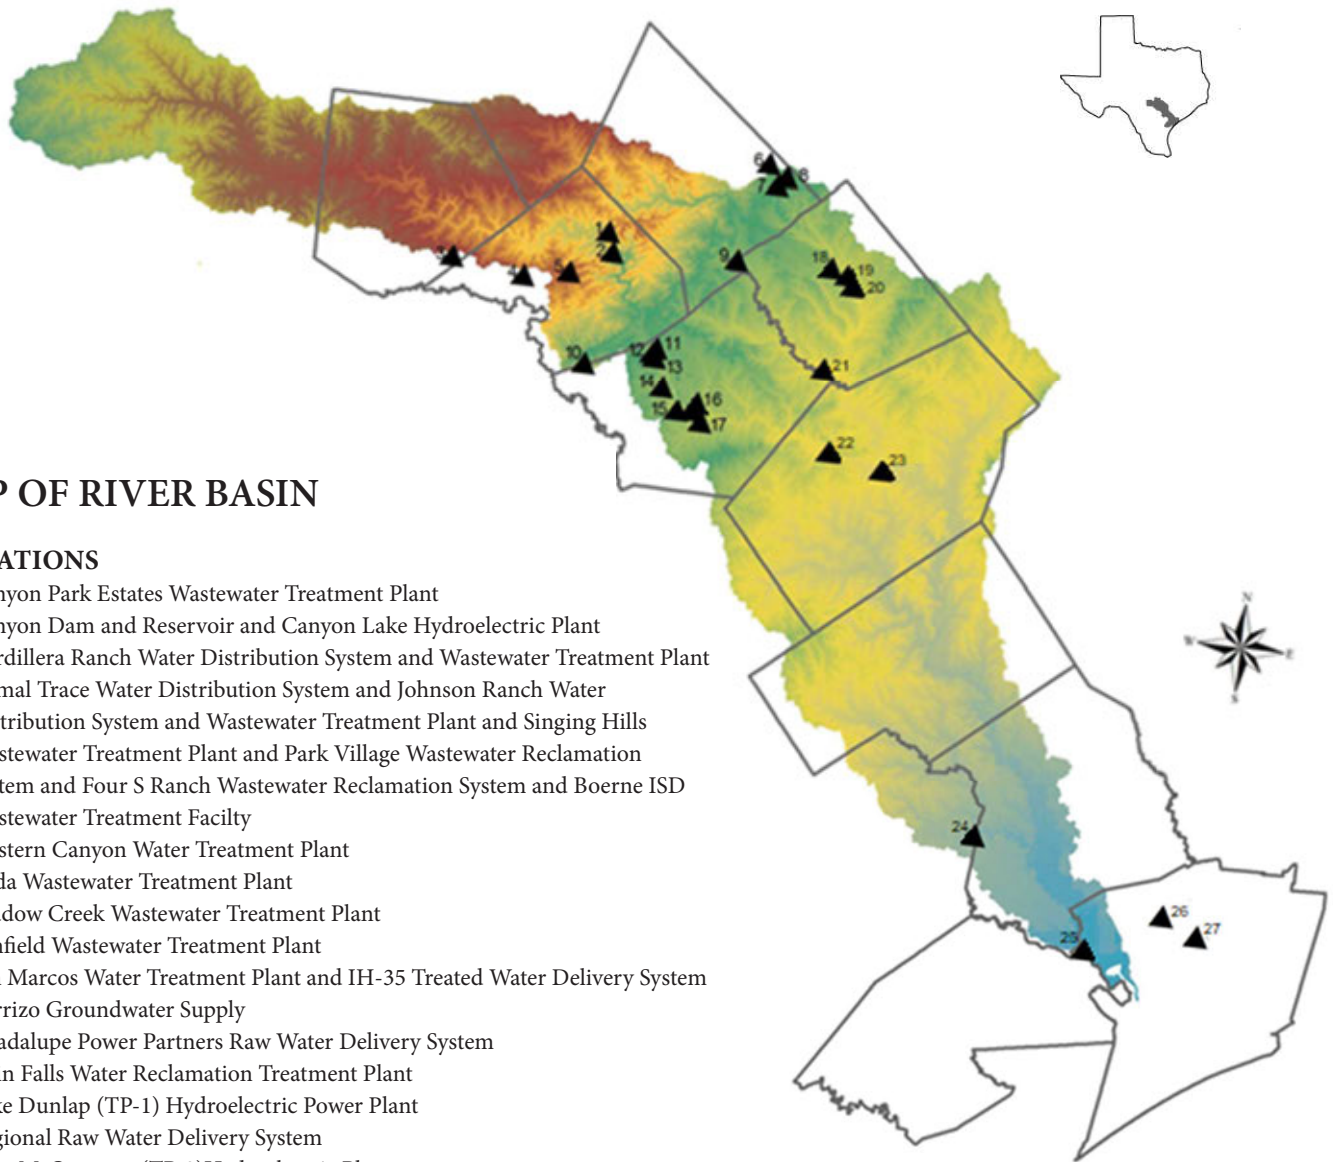 6
8
7
1
2
3
4
5
9
18
19
20
10
11
12
13
14
21
15
16
17
22
23
P OF RIVER BASIN
ATIONS
nyon Park Estates Wastewater Treatment Plant
nyon Dam and Reservoir and Canyon Lake Hydroelectric Plant
rdillera Ranch Water Distribution System and Wastewater Treatment Plant
mal Trace Water Distribution System and Johnson Ranch Water
tribution System and Wastewater Treatment Plant and Singing Hills
stewater Treatment Plant and Park Village Wastewater Reclamation
tem and Four S Ranch Wastewater Reclamation System and Boerne ISD
stewater Treatment Facilty
stern Canyon Water Treatment Plant
da Wastewater Treatment Plant
adow Creek Wastewater Treatment Plant
nfield Wastewater Treatment Plant
n Marcos Water Treatment Plant and IH-35 Treated Water Delivery System
rrizo Groundwater Supply
adalupe Power Partners Raw Water Delivery System
in Falls Water Reclamation Treatment Plant
ke Dunlap (TP-1) Hydroelectric Power Plant
gional Raw Water Delivery System
N
W
E
S
24
25
26
27